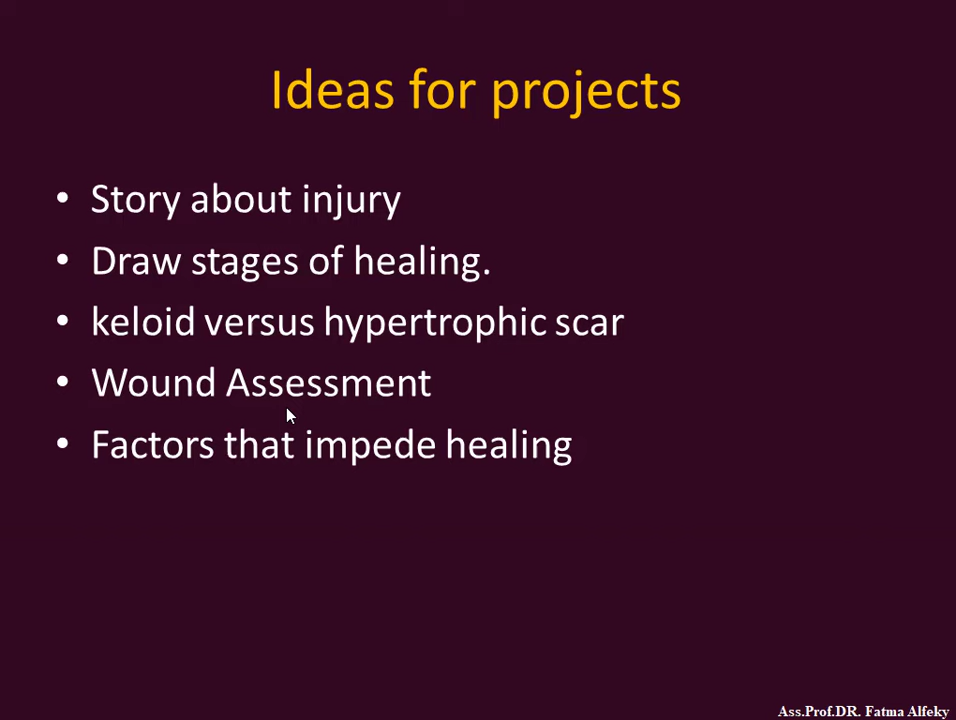 Ideas for projects
• Story about injury
• Draw stages of healing.
• keloid versus hypertrophic scar
• Wound Assessment
• Factors that impede healing
Ass.Prof.DR. Fatma Alfeky